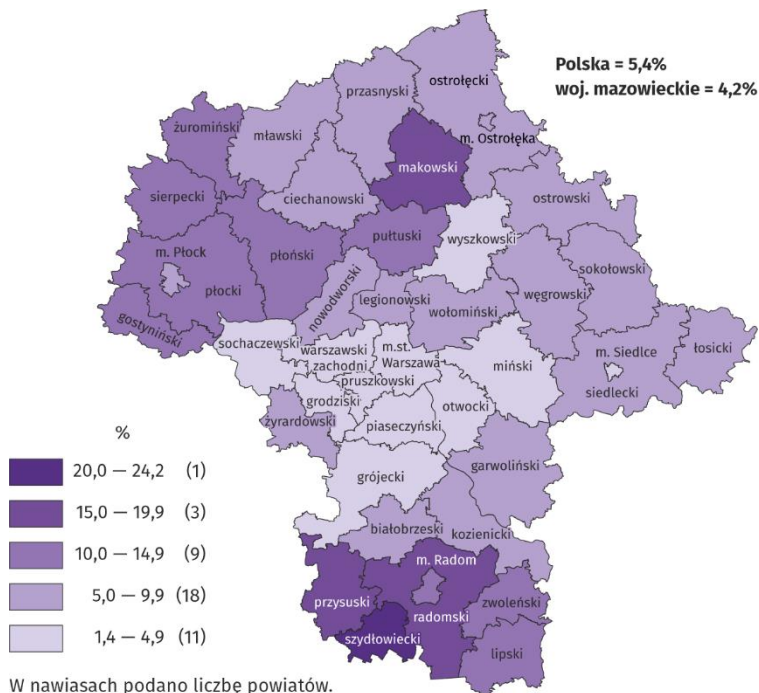 Polska = 5,4%
woj. mazowieckie = 4,2%
ostrołęcki
przasnyski
żuromiński
mławski
m. Ostrołęka
makowski
sierpecki
ciechanowski
ostrowski
płoński
pułtuski
wyszkowski
m. Płock
sokołowski
płocki
nowodworski
legionowski
węgrowski
wołomiński
gostyniński
sochaczewski
warszawski
zachodni
m.st.
Warszawa
m. Siedlce
łosicki
miński
pruszkowski
siedlecki
grodziski
otwocki
piaseczyński
żyrardowski
garwoliński
grójecki
białobrzeski
kozienicki
m. Radom
przysuski
radomski
zwoleński
szydłowiecki
lipski
%
20,0 — 24,2 (1)
15,0 — 19,9 (3)
10,0 — 14,9 (9)
5,0 — 9,9 (18)
1,4 — 4,9 (11)
W nawiasach podano liczbę powiatów.